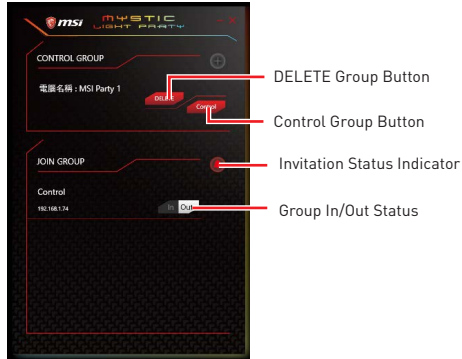 msi MYSTIC LIGHT PARTY
CONTROL GROUP
電腦名稱 : MSI Party 1
DELETE
Control
DELETE Group Button
Control Group Button
JOIN GROUP
Invitation Status Indicator
Control
192.168.1.74
In Out
Group In/Out Status